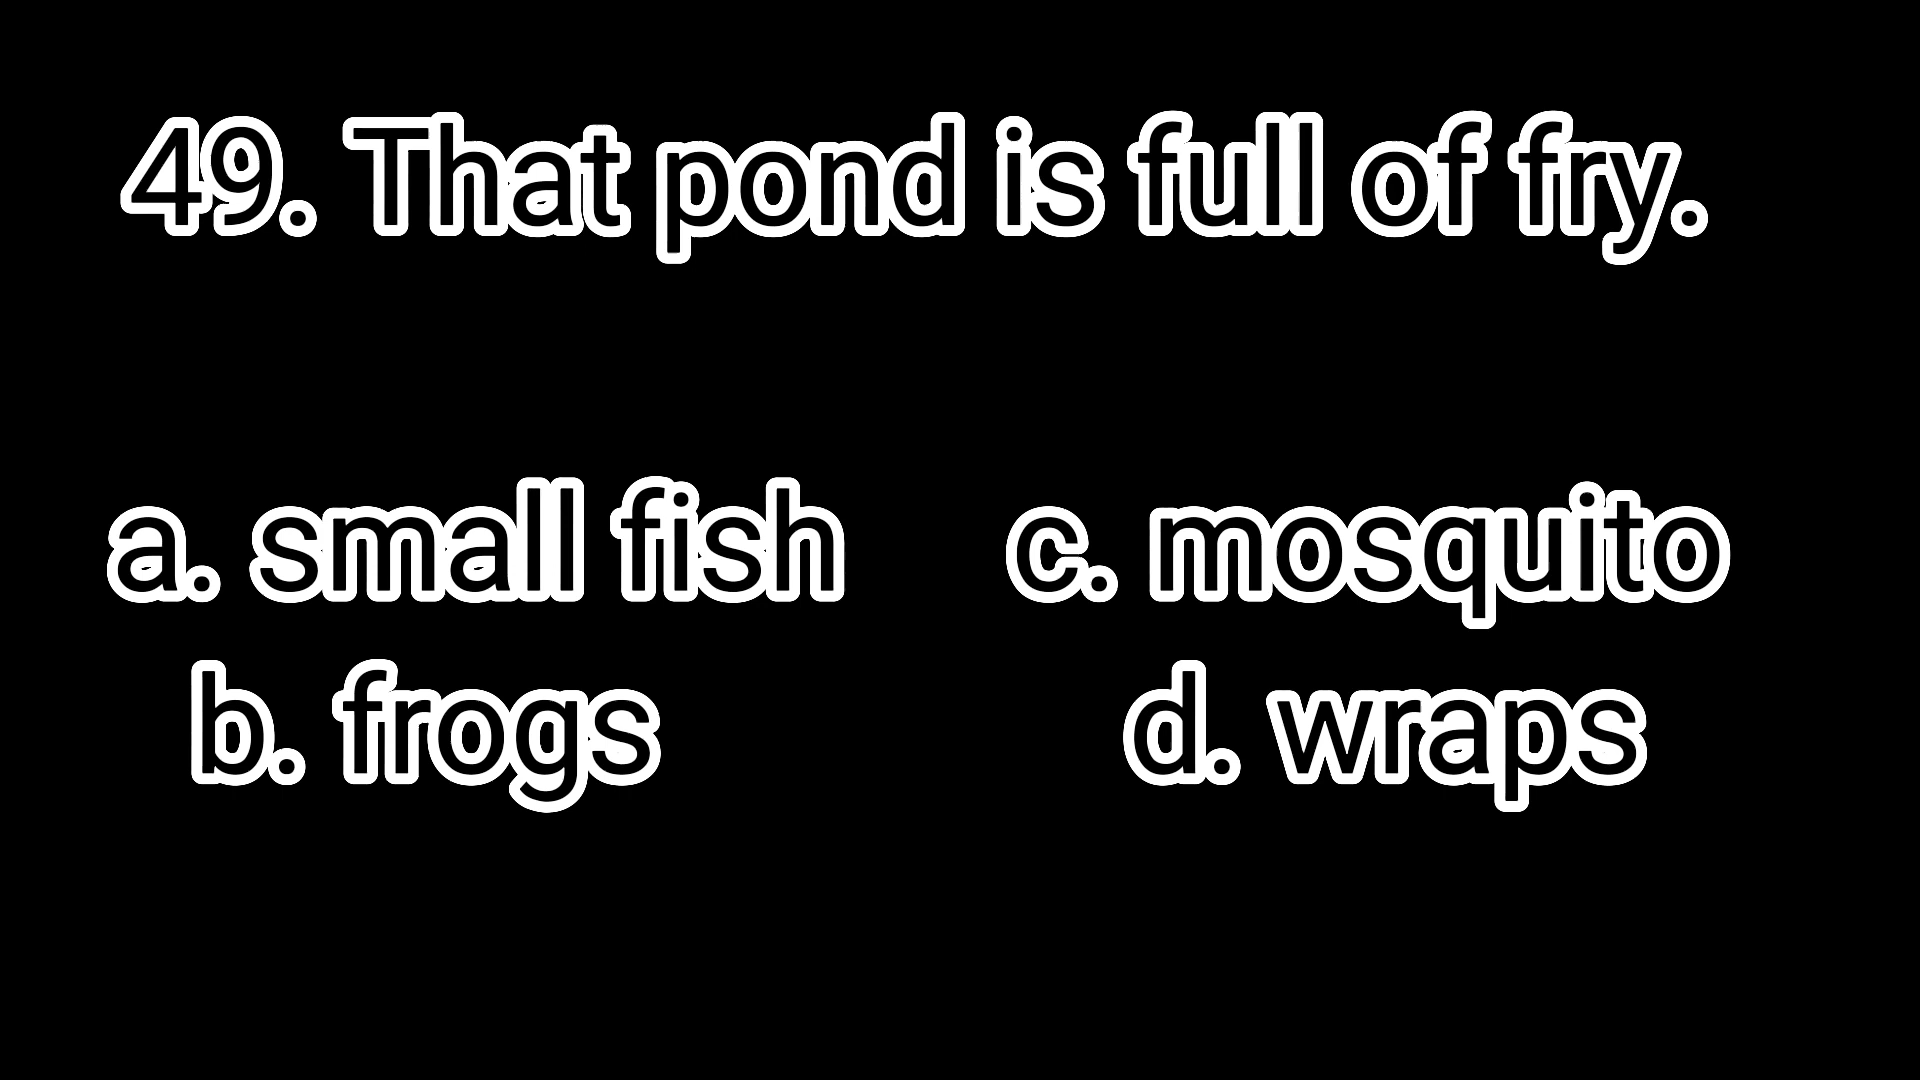 49. That pond is full of fry.
a. small fish
b. frogs
c. mosquito
d. wraps